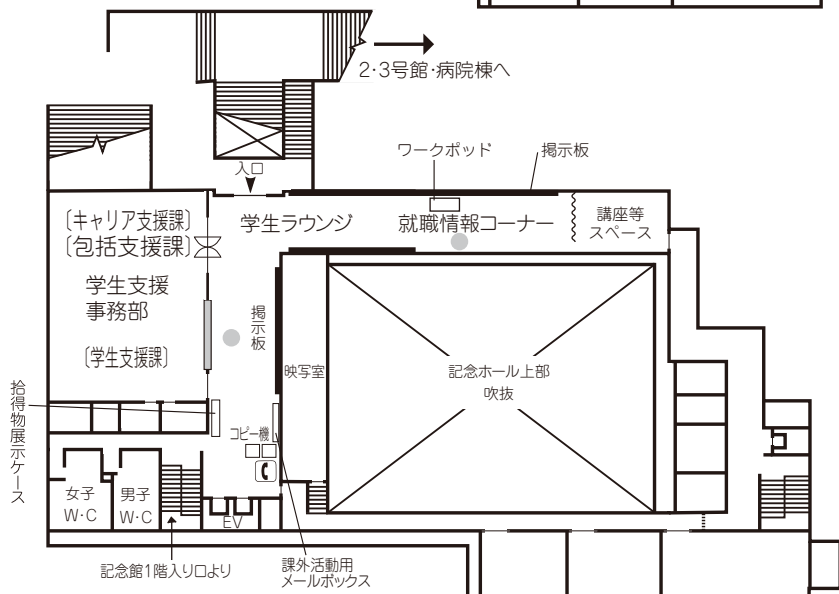 2・3号館・病院棟へ
ワークポッド
掲示板
入口
〔キャリア支援課〕
〔包括支援課〕
学生支援
事務部
〔学生支援課〕
学生ラウンジ
就職情報コーナー
講座等
スペース
掲示板
映写室
記念ホール上部
吹抜
拾得物展示ケース
コピー機
女子
W・C
男子
W・C
EV
記念館1階入り口より
課外活動用
メールボックス